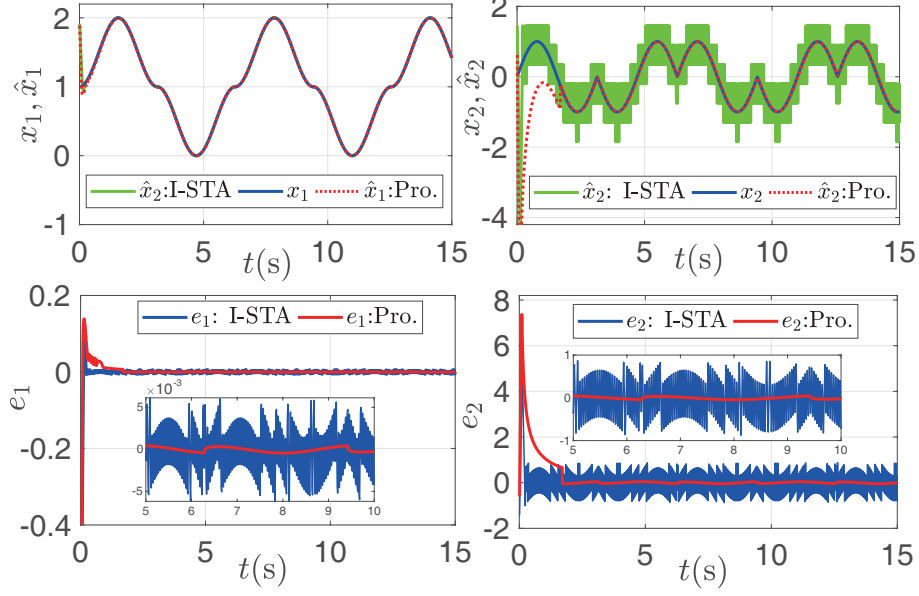 2
1
0
-1
x₁, x̂₁
x̂₂:I-STA x₁ x̂₁:Pro.
0 5 10 15
t(s)
2
0
-2
-4
x₂, x̂₂
x̂₂: I-STA x₂ x̂₂:Pro.
0 5 10 15
t(s)
0.2
0
-0.2
-0.4
e₁
e₁: I-STA e₁:Pro.
×10⁻³
5
0
-5
5 6 7 8 9 10
0 5 10 15
t(s)
8
6
4
2
0
-2
e₂
e₂: I-STA e₂:Pro.
1
0
-1
5 6 7 8 9 10
0 5 10 15
t(s)